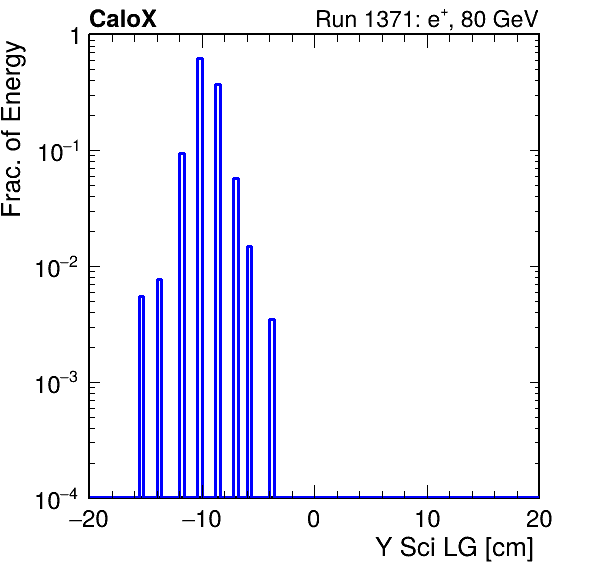 CaloX Run 1371: e⁺, 80 GeV
Frac. of Energy
1
10⁻¹
10⁻²
10⁻³
10⁻⁴
−20 −10 0 10 20
Y Sci LG [cm]